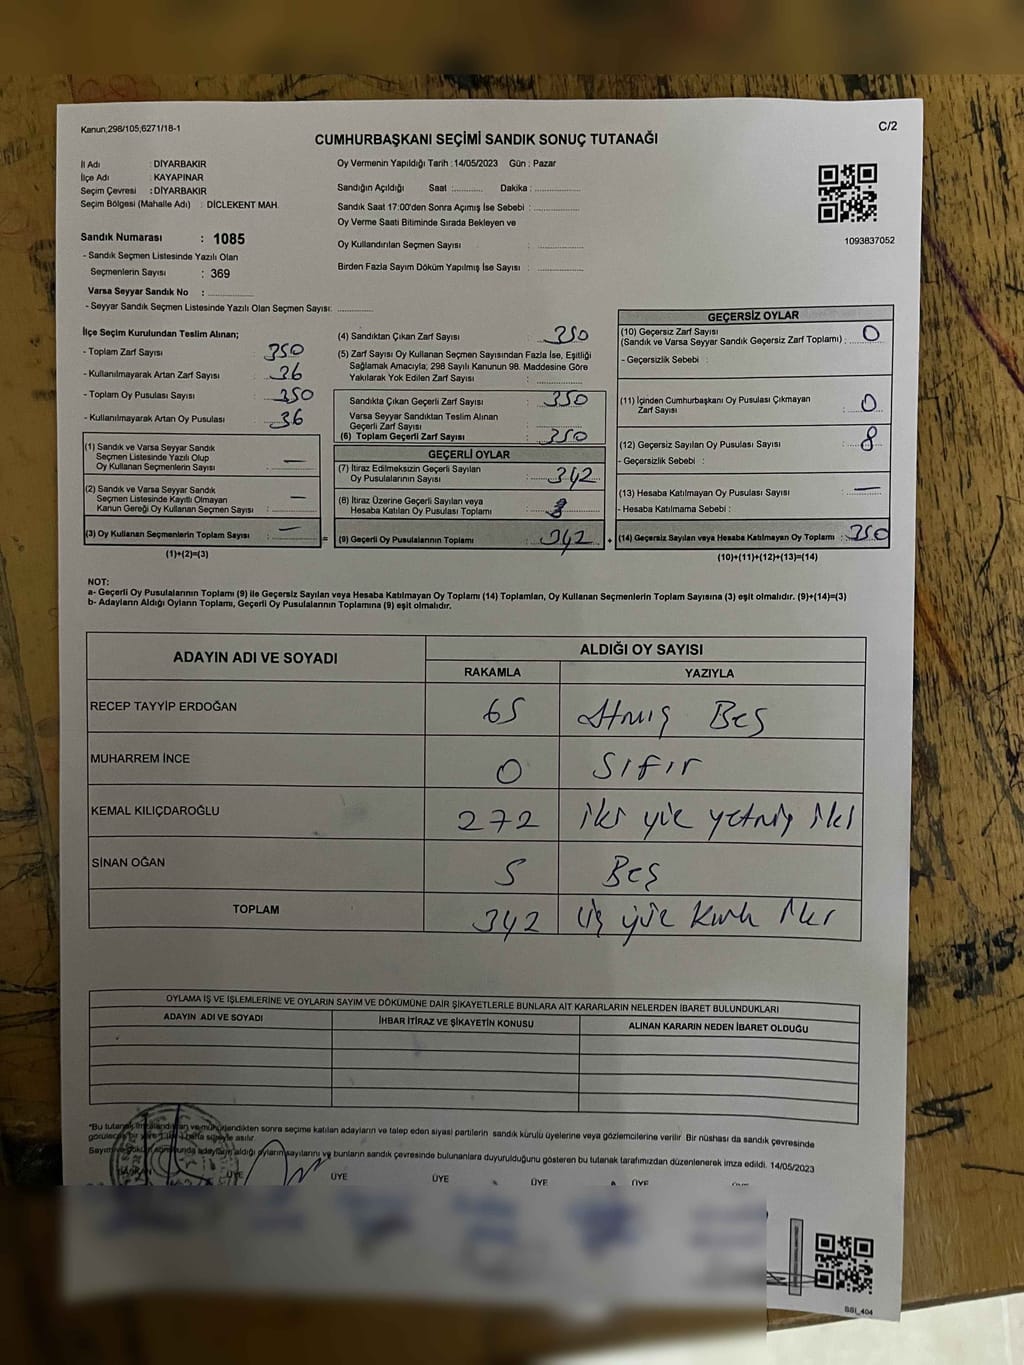 Kanun;298/105,6271/18-1
C/2
CUMHURBAŞKANI SEÇİMİ SANDIK SONUÇ TUTANAĞI
İl Adı : DİYARBAKIR
İlçe Adı : KAYAPINAR
Seçim Çevresi : DİYARBAKIR
Seçim Bölgesi (Mahalle Adı) : DİCLEKENT MAH.
Sandık Numarası : 1085
- Sandık Seçmen Listesinde Yazılı Olan
Seçmenlerin Sayısı : 369
Varsa Seyyar Sandık No :
- Seyyar Sandık Seçmen Listesinde Yazılı Olan Seçmen Sayısı:
Oy Vermenin Yapıldığı Tarih : 14/05/2023 Gün : Pazar
Sandığın Açıldığı Saat : Dakika :
Sandık Saat 17:00'den Sonra Açımış İse Sebebi :
Oy Verme Saati Bitiminde Sırada Bekleyen ve
Oy Kullandırılan Seçmen Sayısı :
Birden Fazla Sayım Döküm Yapılmış İse Sayısı :
1093837052
İlçe Seçim Kurulundan Teslim Alınan;
- Toplam Zarf Sayısı : 350
- Kullanılmayarak Artan Zarf Sayısı : 36
- Toplam Oy Pusulası Sayısı : 350
- Kullanılmayarak Artan Oy Pusulası : 36
(1) Sandık ve Varsa Seyyar Sandık
Seçmen Listesinde Yazılı Olup
Oy Kullanan Seçmenlerin Sayısı : —
(2) Sandık ve Varsa Seyyar Sandık
Seçmen Listesinde Kayıtlı Olmayan
Kanun Gereği Oy Kullanan Seçmen Sayısı : —
(3) Oy Kullanan Seçmenlerin Toplam Sayısı : —
(1)+(2)=(3)
(4) Sandıktan Çıkan Zarf Sayısı : 350
(5) Zarf Sayısı Oy Kullanan Seçmen Sayısından Fazla İse, Eşitliği
Sağlamak Amacıyla; 298 Sayılı Kanunun 98. Maddesine Göre
Yakılarak Yok Edilen Zarf Sayısı :
Sandıkta Çıkan Geçerli Zarf Sayısı : 350
Varsa Seyyar Sandıktan Teslim Alınan
Geçerli Zarf Sayısı :
(6) Toplam Geçerli Zarf Sayısı : 350
GEÇERLİ OYLAR
(7) İtiraz Edilmeksizin Geçerli Sayılan
Oy Pusulalarının Sayısı : 342
(8) İtiraz Üzerine Geçerli Sayılan veya
Hesaba Katılan Oy Pusulası Toplamı :
(9) Geçerli Oy Pusulalarının Toplamı : 342
GEÇERSİZ OYLAR
(10) Geçersiz Zarf Sayısı
(Sandık ve Varsa Seyyar Sandık Geçersiz Zarf Toplamı) : 0
- Geçersizlik Sebebi :
(11) İçinden Cumhurbaşkanı Oy Pusulası Çıkmayan
Zarf Sayısı : 0
(12) Geçersiz Sayılan Oy Pusulası Sayısı : 8
- Geçersizlik Sebebi :
(13) Hesaba Katılmayan Oy Pusulası Sayısı : —
- Hesaba Katılmama Sebebi :
(14) Geçersiz Sayılan veya Hesaba Katılmayan Oy Toplamı : 350
(10)+(11)+(12)+(13)=(14)
NOT:
a- Geçerli Oy Pusulalarının Toplamı (9) ile Geçersiz Sayılan veya Hesaba Katılmayan Oy Toplamı (14) Toplamları, Oy Kullanan Seçmenlerin Toplam Sayısına (3) eşit olmalıdır. (9)+(14)=(3)
b- Adayların Aldığı Oyların Toplamı, Geçerli Oy Pusulalarının Toplamına (9) eşit olmalıdır.
ADAYIN ADI VE SOYADI
ALDIĞI OY SAYISI
RAKAMLA YAZIYLA
RECEP TAYYİP ERDOĞAN 65 Atmış Beş
MUHARREM İNCE 0 Sıfır
KEMAL KILIÇDAROĞLU 272 iki yüz yetmiş iki
SİNAN OĞAN 5 Beş
TOPLAM 342 üç yüz kırk iki
OYLAMA İŞ VE İŞLEMLERİNE VE OYLARIN SAYIM VE DÖKÜMÜNE DAİR ŞİKAYETLERLE BUNLARA AİT KARARLARIN NELERDEN İBARET BULUNDUKLARI
ADAYIN ADI VE SOYADI İHBAR İTİRAZ VE ŞİKAYETİN KONUSU ALINAN KARARIN NEDEN İBARET OLDUĞU
sonra seçime katılan adayların ve talep eden siyasi partilerin sandık kurulu üyelerine veya gözlemcilerine verilir. Bir nüshası da sandık çevresinde
asılır.
adayların aldığı oyların sayılarını ve bunların sandık çevresinde bulunanlara duyurulduğunu gösteren bu tutanak tarafımızdan düzenlenerek imza edildi. 14/05/2023
ÜYE ÜYE ÜYE ÜYE ÜYE
SSI_404